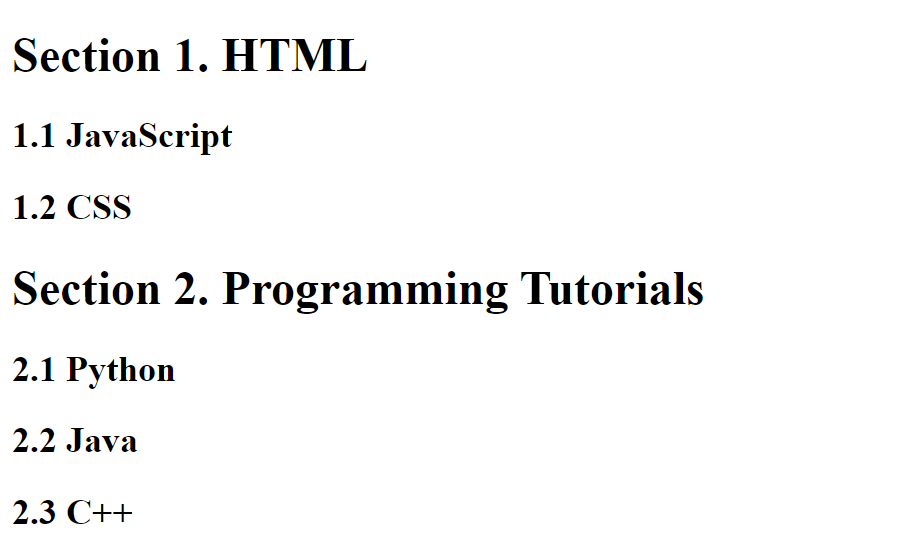 Section 1. HTML
1.1 JavaScript
1.2 CSS
Section 2. Programming Tutorials
2.1 Python
2.2 Java
2.3 C++